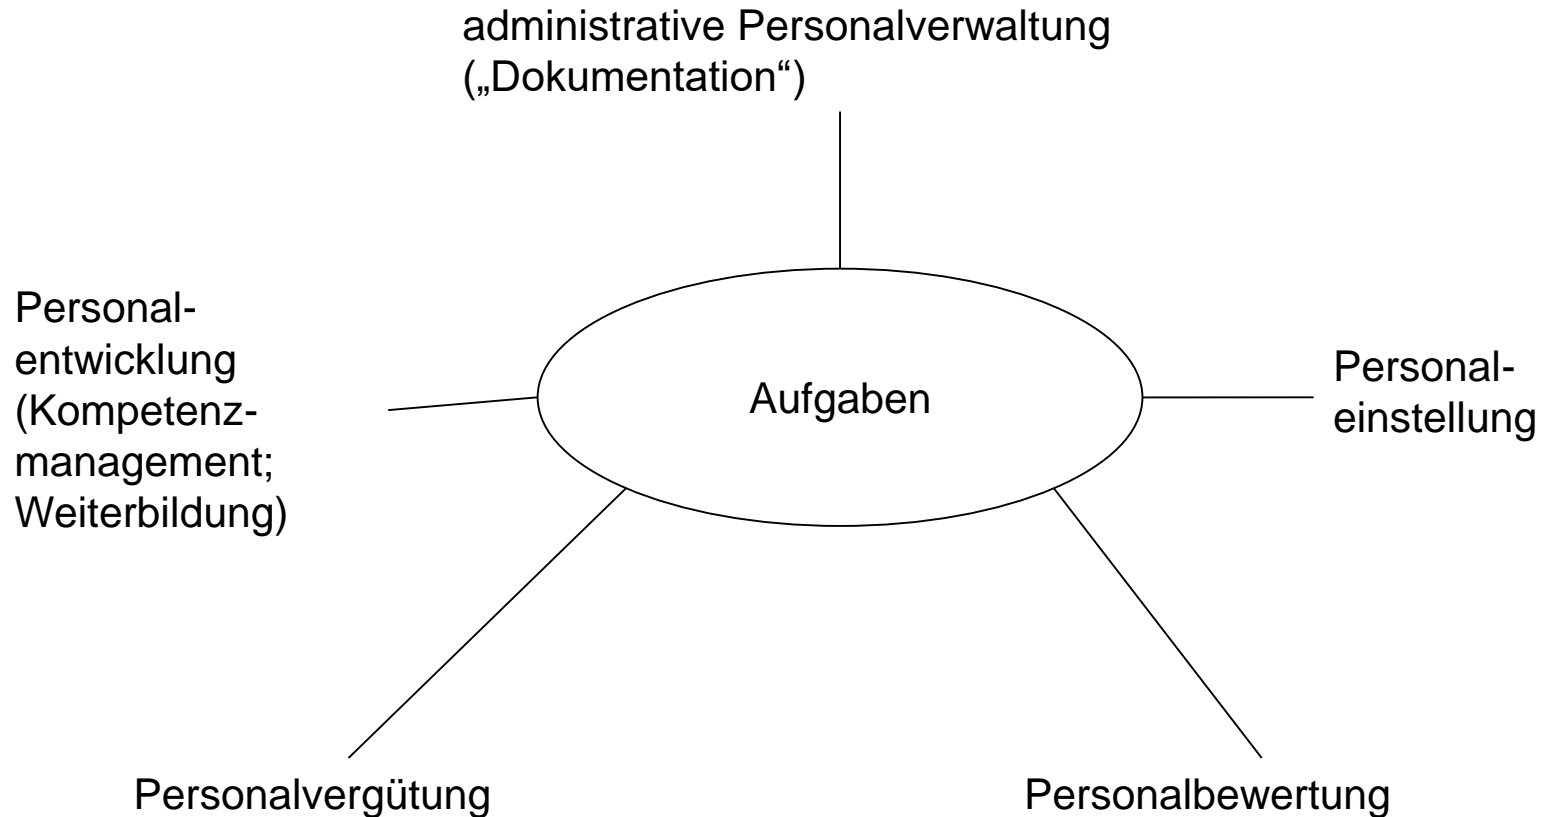 administrative Personalverwaltung
(„Dokumentation“)
Personal-
entwicklung
(Kompetenz-
management;
Weiterbildung)
Aufgaben
Personal-
einstellung
Personalvergütung
Personalbewertung